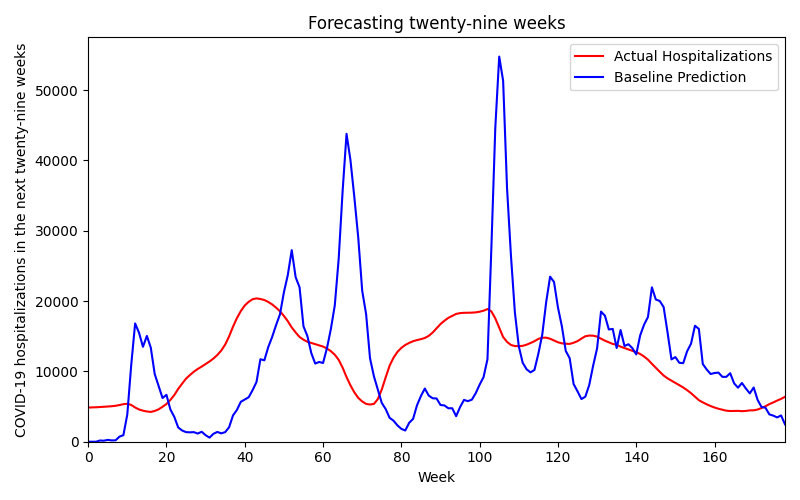 Forecasting twenty-nine weeks
COVID-19 hospitalizations in the next twenty-nine weeks
50000
40000
30000
20000
10000
0
Actual Hospitalizations
Baseline Prediction
0 20 40 60 80 100 120 140 160
Week